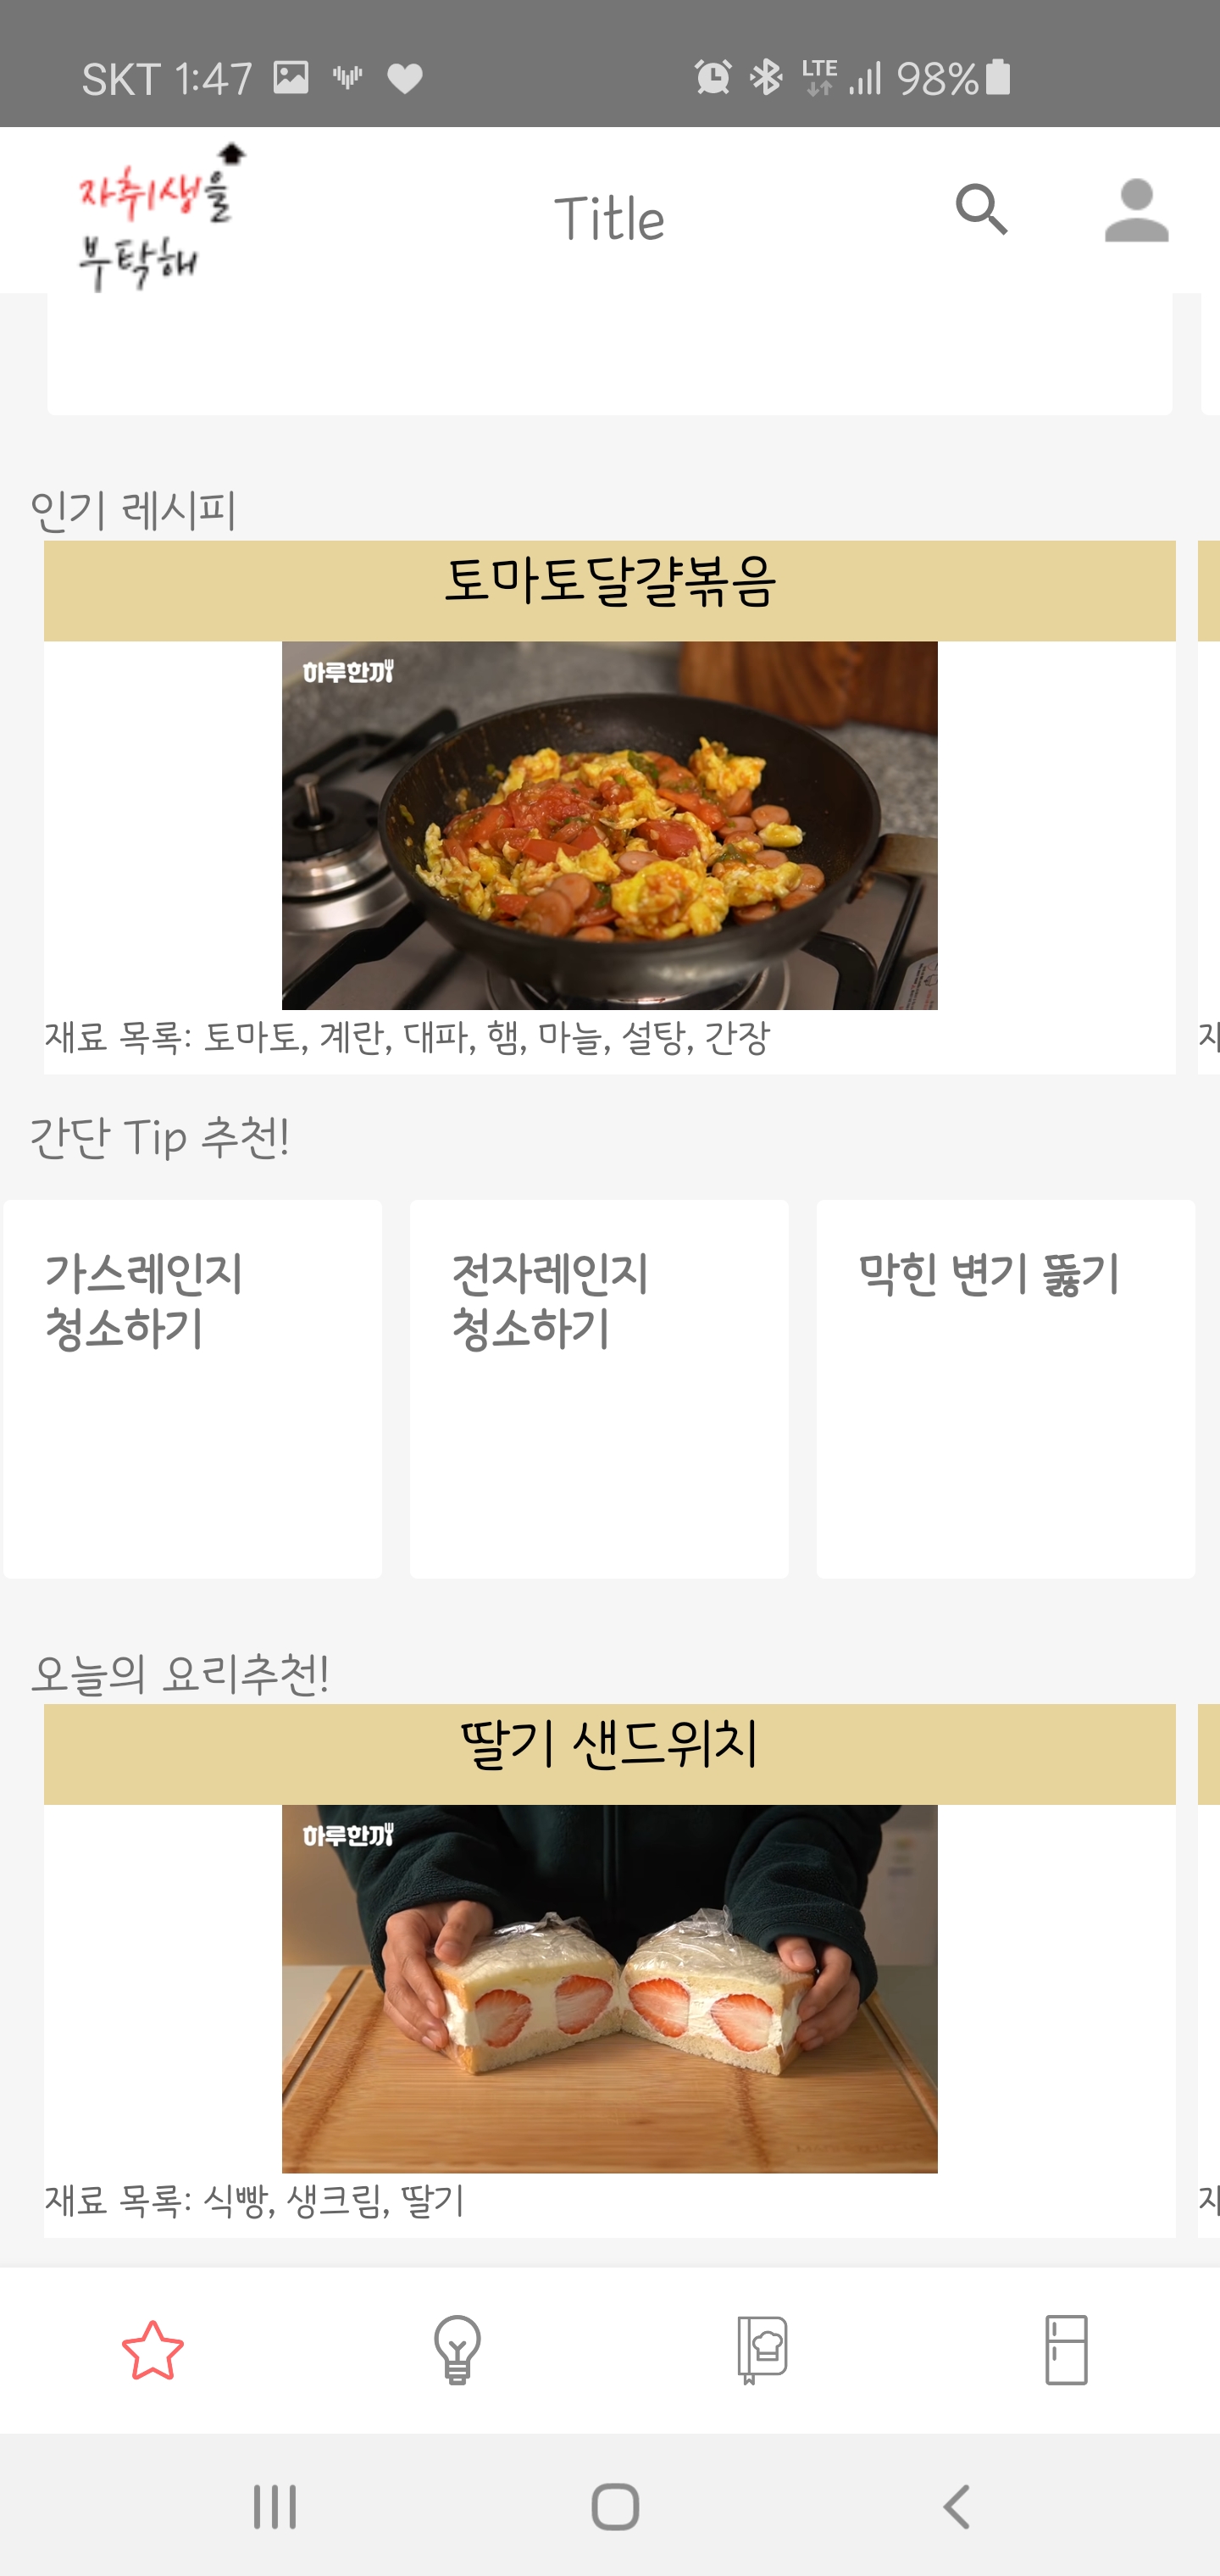 SKT 1:47
LTE 98%
자취생을
부탁해
Title
인기 레시피
토마토달걀볶음
하루한끼
재료 목록: 토마토, 계란, 대파, 햄, 마늘, 설탕, 간장
간단 Tip 추천!
가스레인지
청소하기
전자레인지
청소하기
막힌 변기 뚫기
오늘의 요리추천!
딸기 샌드위치
하루한끼
재료 목록: 식빵, 생크림, 딸기